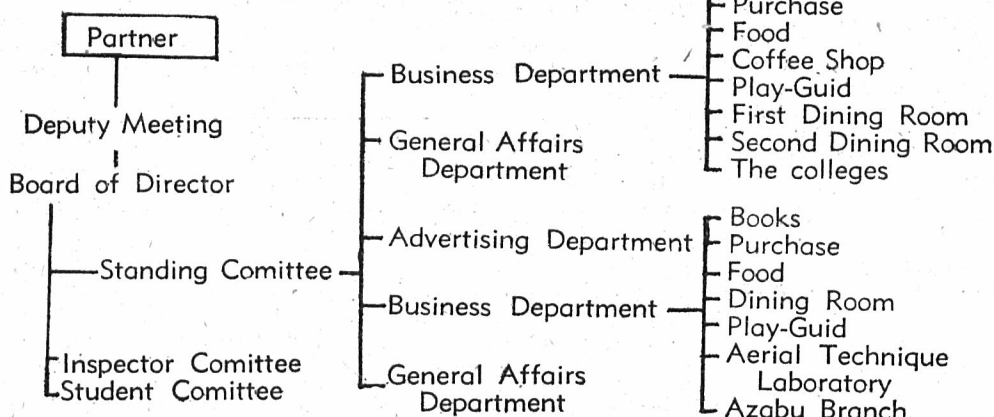 Partner
Deputy Meeting
Board of Director
Standing Comittee
Inspector Comittee
Student Comittee
Business Department
General Affairs
Department
Advertising Department
Business Department
General Affairs
Department
Purchase
Food
Coffee Shop
Play-Guid
First Dining Room
Second Dining Room
The colleges
Books
Purchase
Food
Dining Room
Play-Guid
Aerial Technique
Laboratory
Azabu Branch